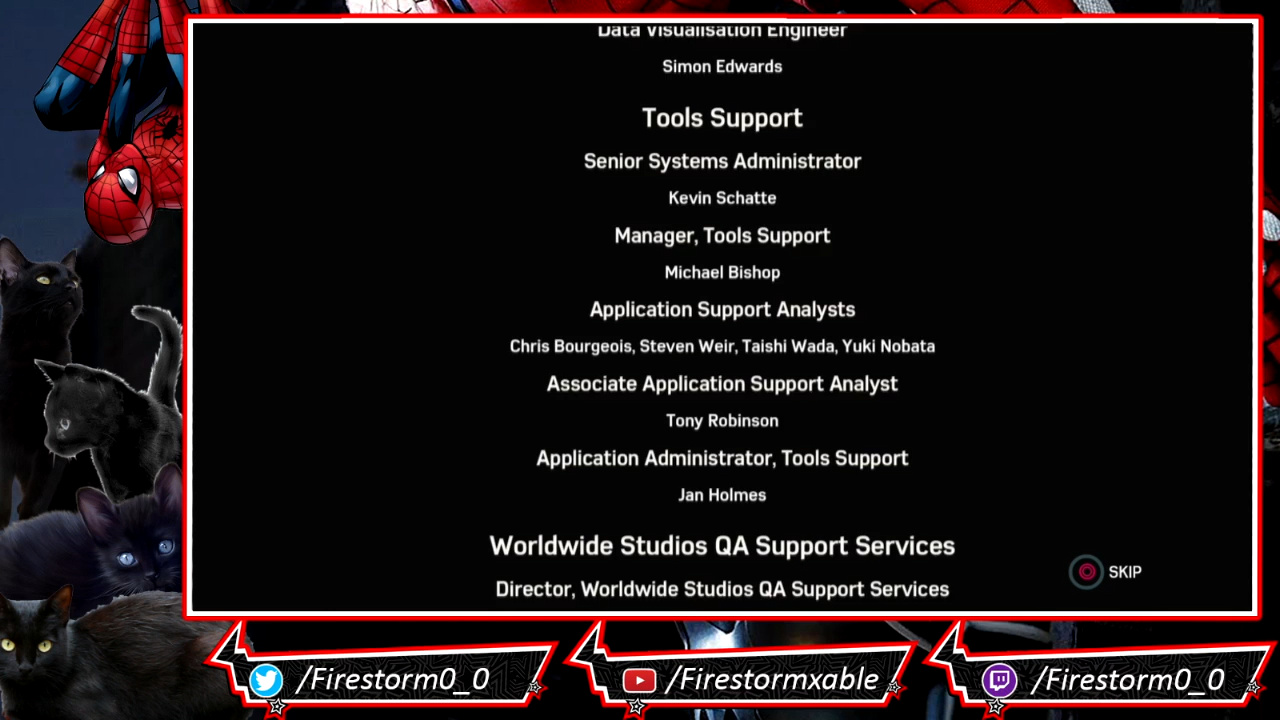 Data Visualisation Engineer
Simon Edwards
Tools Support
Senior Systems Administrator
Kevin Schatte
Manager, Tools Support
Michael Bishop
Application Support Analysts
Chris Bourgeois, Steven Weir, Taishi Wada, Yuki Nobata
Associate Application Support Analyst
Tony Robinson
Application Administrator, Tools Support
Jan Holmes
Worldwide Studios QA Support Services
Director, Worldwide Studios QA Support Services
SKIP
/Firestorm0_0
/Firestormxable
/Firestorm0_0